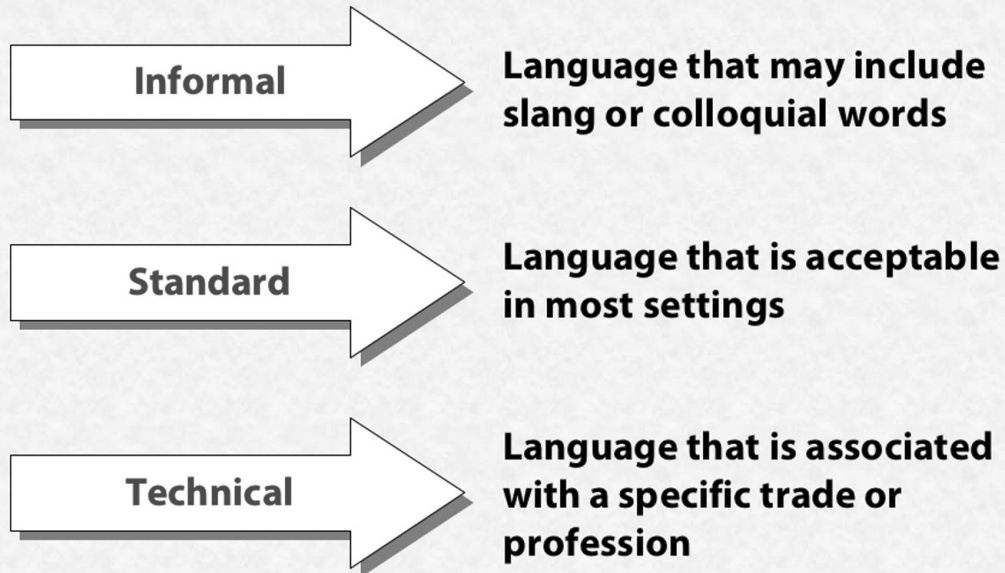 Informal
Language that may include
slang or colloquial words
Standard
Language that is acceptable
in most settings
Technical
Language that is associated
with a specific trade or
profession